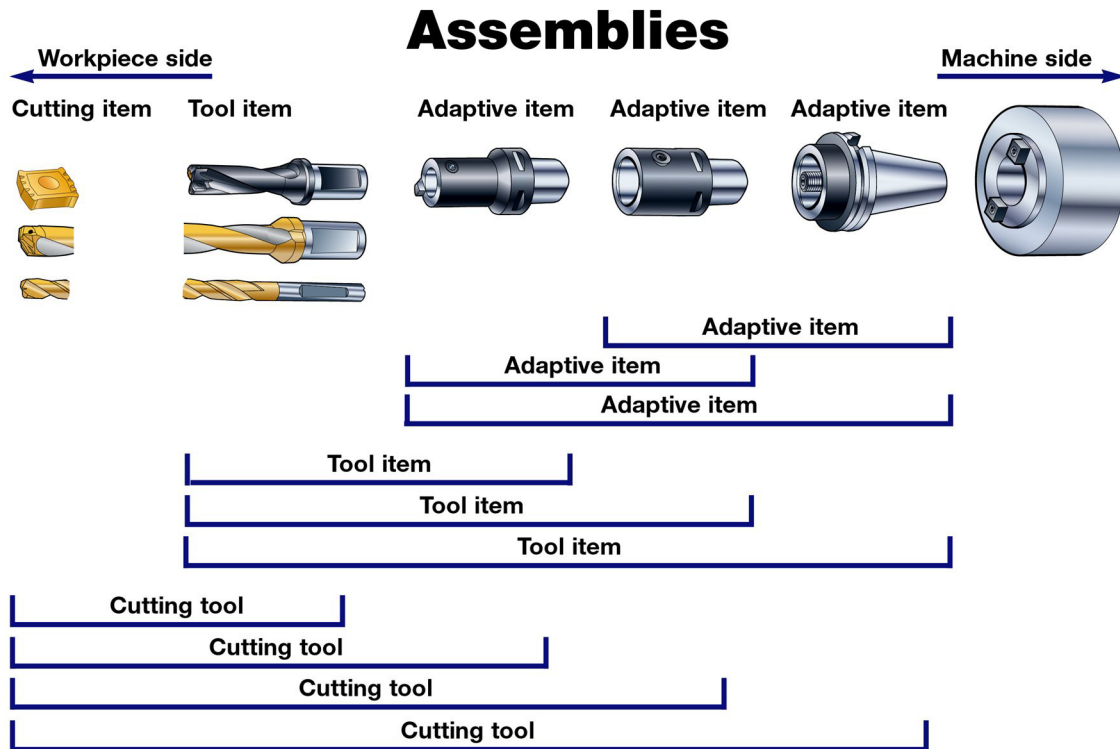 Assemblies
Workpiece side
Machine side
Cutting item
Tool item
Adaptive item
Adaptive item
Adaptive item
Adaptive item
Adaptive item
Adaptive item
Tool item
Tool item
Tool item
Cutting tool
Cutting tool
Cutting tool
Cutting tool